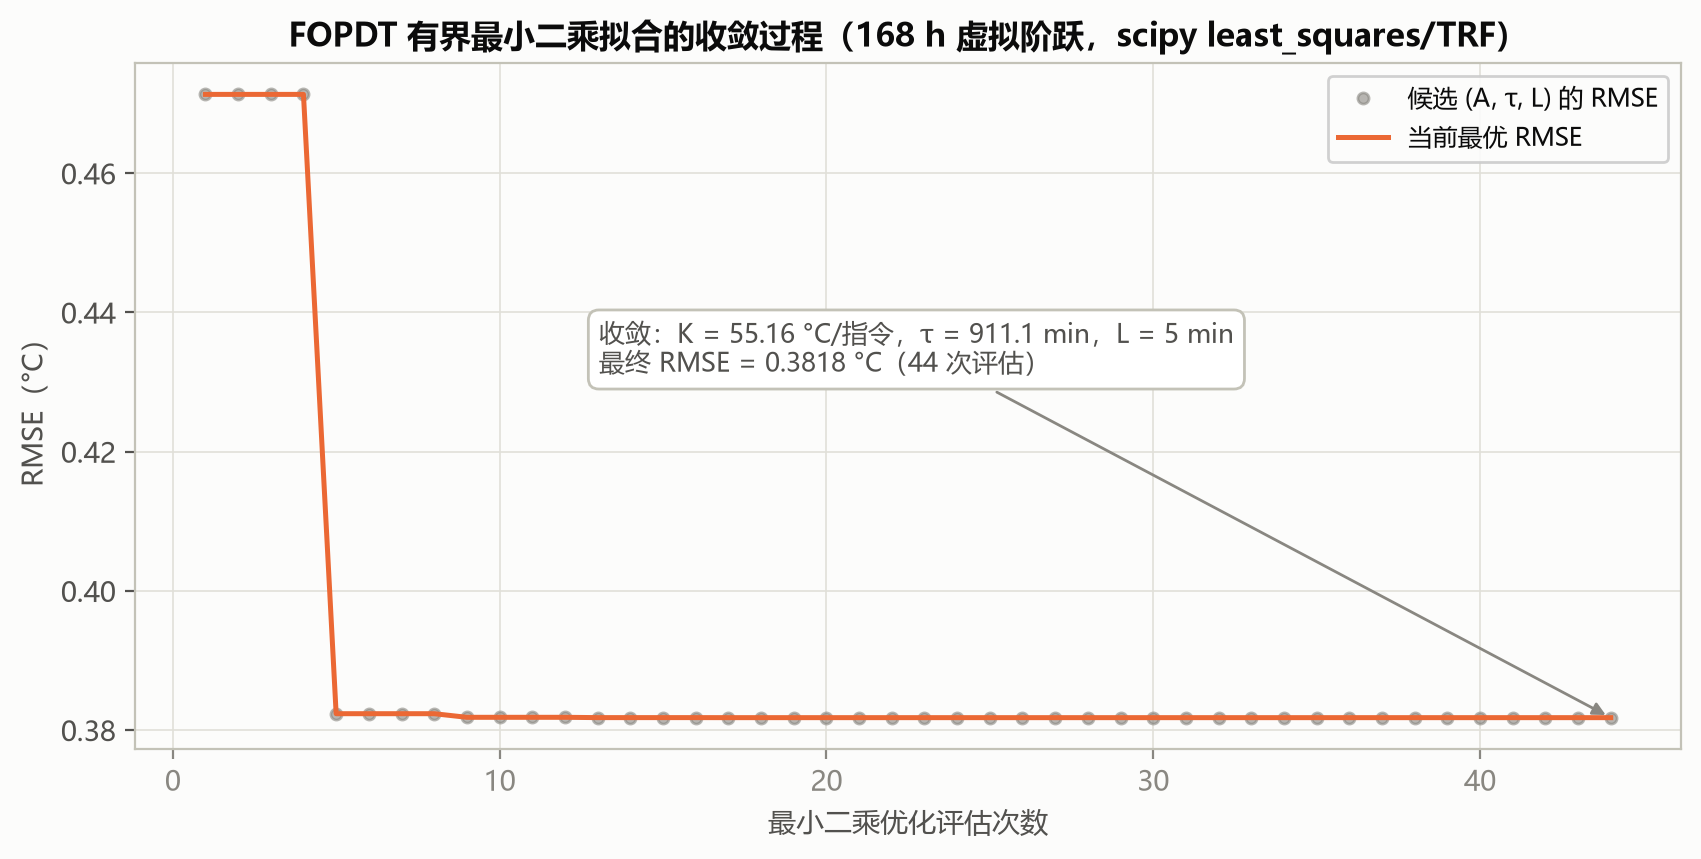 FOPDT 有界最小二乘拟合的收敛过程（168 h 虚拟阶跃，scipy least_squares/TRF）
候选 (A, τ, L) 的 RMSE
当前最优 RMSE
0.46
0.44
0.42
0.40
0.38
RMSE（°C）
收敛：K = 55.16 °C/指令，τ = 911.1 min，L = 5 min
最终 RMSE = 0.3818 °C（44 次评估）
0
10
20
30
40
最小二乘优化评估次数